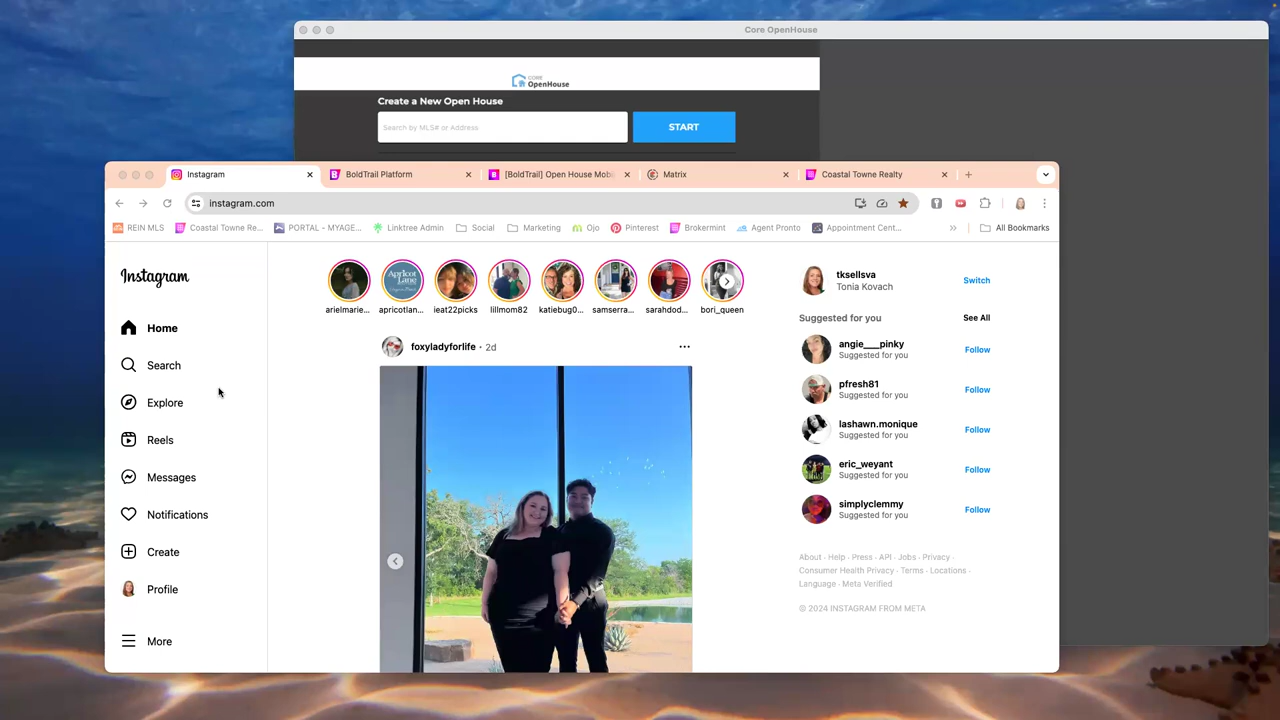 Core OpenHouse
CORE
OpenHouse
Create a New Open House
Search by MLS# or Address
START
Instagram
BoldTrail Platform
[BoldTrail] Open House Mobi
Matrix
Coastal Towne Realty
instagram.com
REIN MLS
Coastal Towne Re...
PORTAL - MYAGE...
Linktree Admin
Social
Marketing
Ojo
Pinterest
Brokermint
Agent Pronto
Appointment Cent...
All Bookmarks
Instagram
Home
Search
Explore
Reels
Messages
Notifications
Create
Profile
More
arielmarie...
apricotlan...
ieat22picks
lillmom82
katiebug0...
samserra...
sarahdod...
bori_queen
APRICOT
LANE
foxyladyforlife • 2d
tksellsva
Tonia Kovach
Switch
Suggested for you
See All
angie___pinky
Suggested for you
Follow
pfresh81
Suggested for you
Follow
lashawn.monique
Suggested for you
Follow
eric_weyant
Suggested for you
Follow
simplyclemmy
Suggested for you
Follow
About · Help · Press · API · Jobs · Privacy ·
Consumer Health Privacy · Terms · Locations ·
Language · Meta Verified
© 2024 INSTAGRAM FROM META